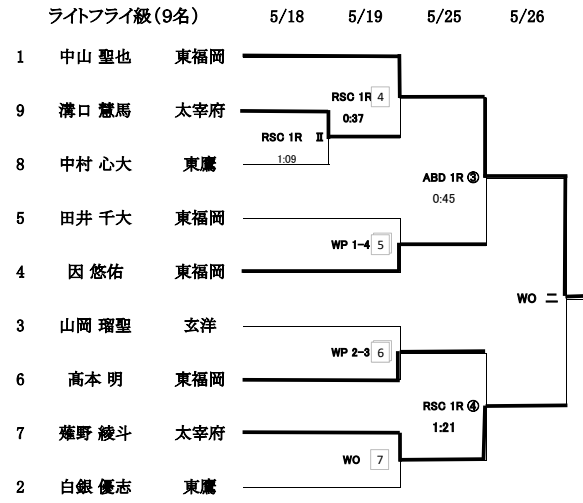 ライトフライ級(9名) 5/18 5/19 5/25 5/26
1 中山 聖也 東福岡
RSC 1R 4
9 溝口 慧馬 太宰府
0:37
RSC 1R Ⅱ
8 中村 心大 東鷹
1:09
ABD 1R ③
0:45
5 田井 千大 東福岡
WP 1-4 5
4 因 悠佑 東福岡
WO 二
3 山岡 瑠聖 玄洋
WP 2-3 6
6 髙本 明 東福岡
RSC 1R ④
1:21
7 薙野 綾斗 太宰府
WO 7
2 白銀 優志 東鷹